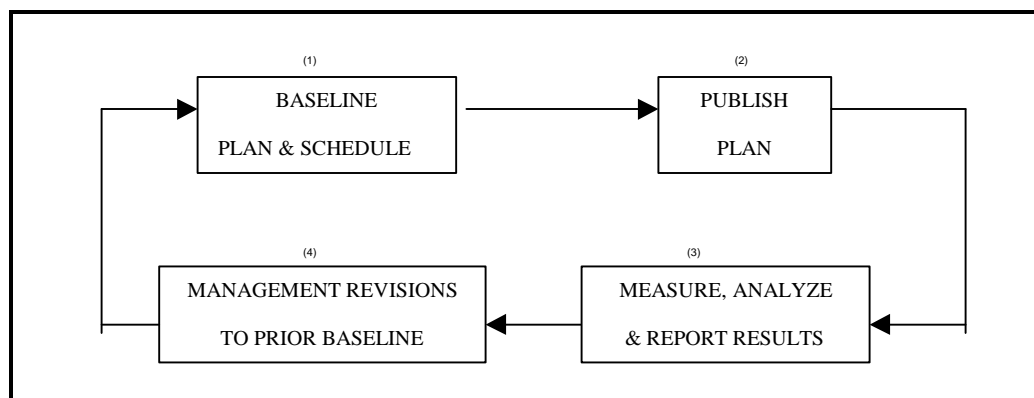 (1)
BASELINE
PLAN & SCHEDULE
(2)
PUBLISH
PLAN
(3)
MEASURE, ANALYZE
& REPORT RESULTS
(4)
MANAGEMENT REVISIONS
TO PRIOR BASELINE